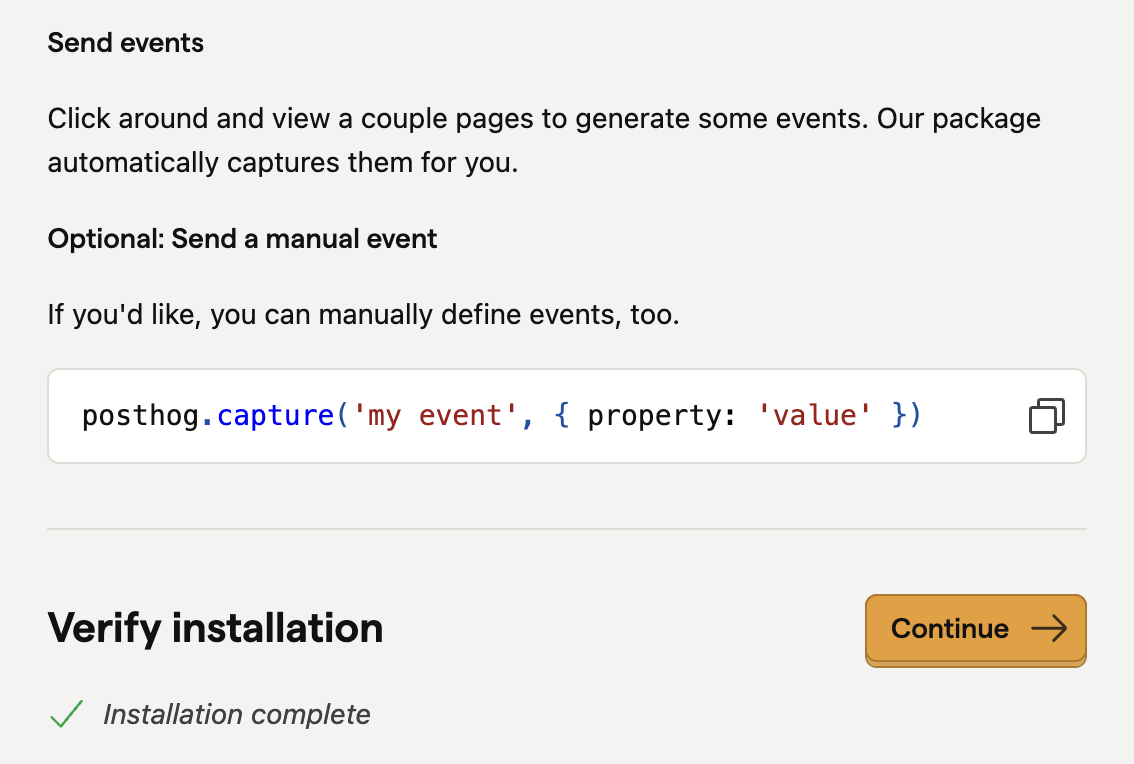 Send events
Click around and view a couple pages to generate some events. Our package
automatically captures them for you.
Optional: Send a manual event
If you'd like, you can manually define events, too.
posthog.capture('my event', { property: 'value' })
Verify installation
Continue
Installation complete